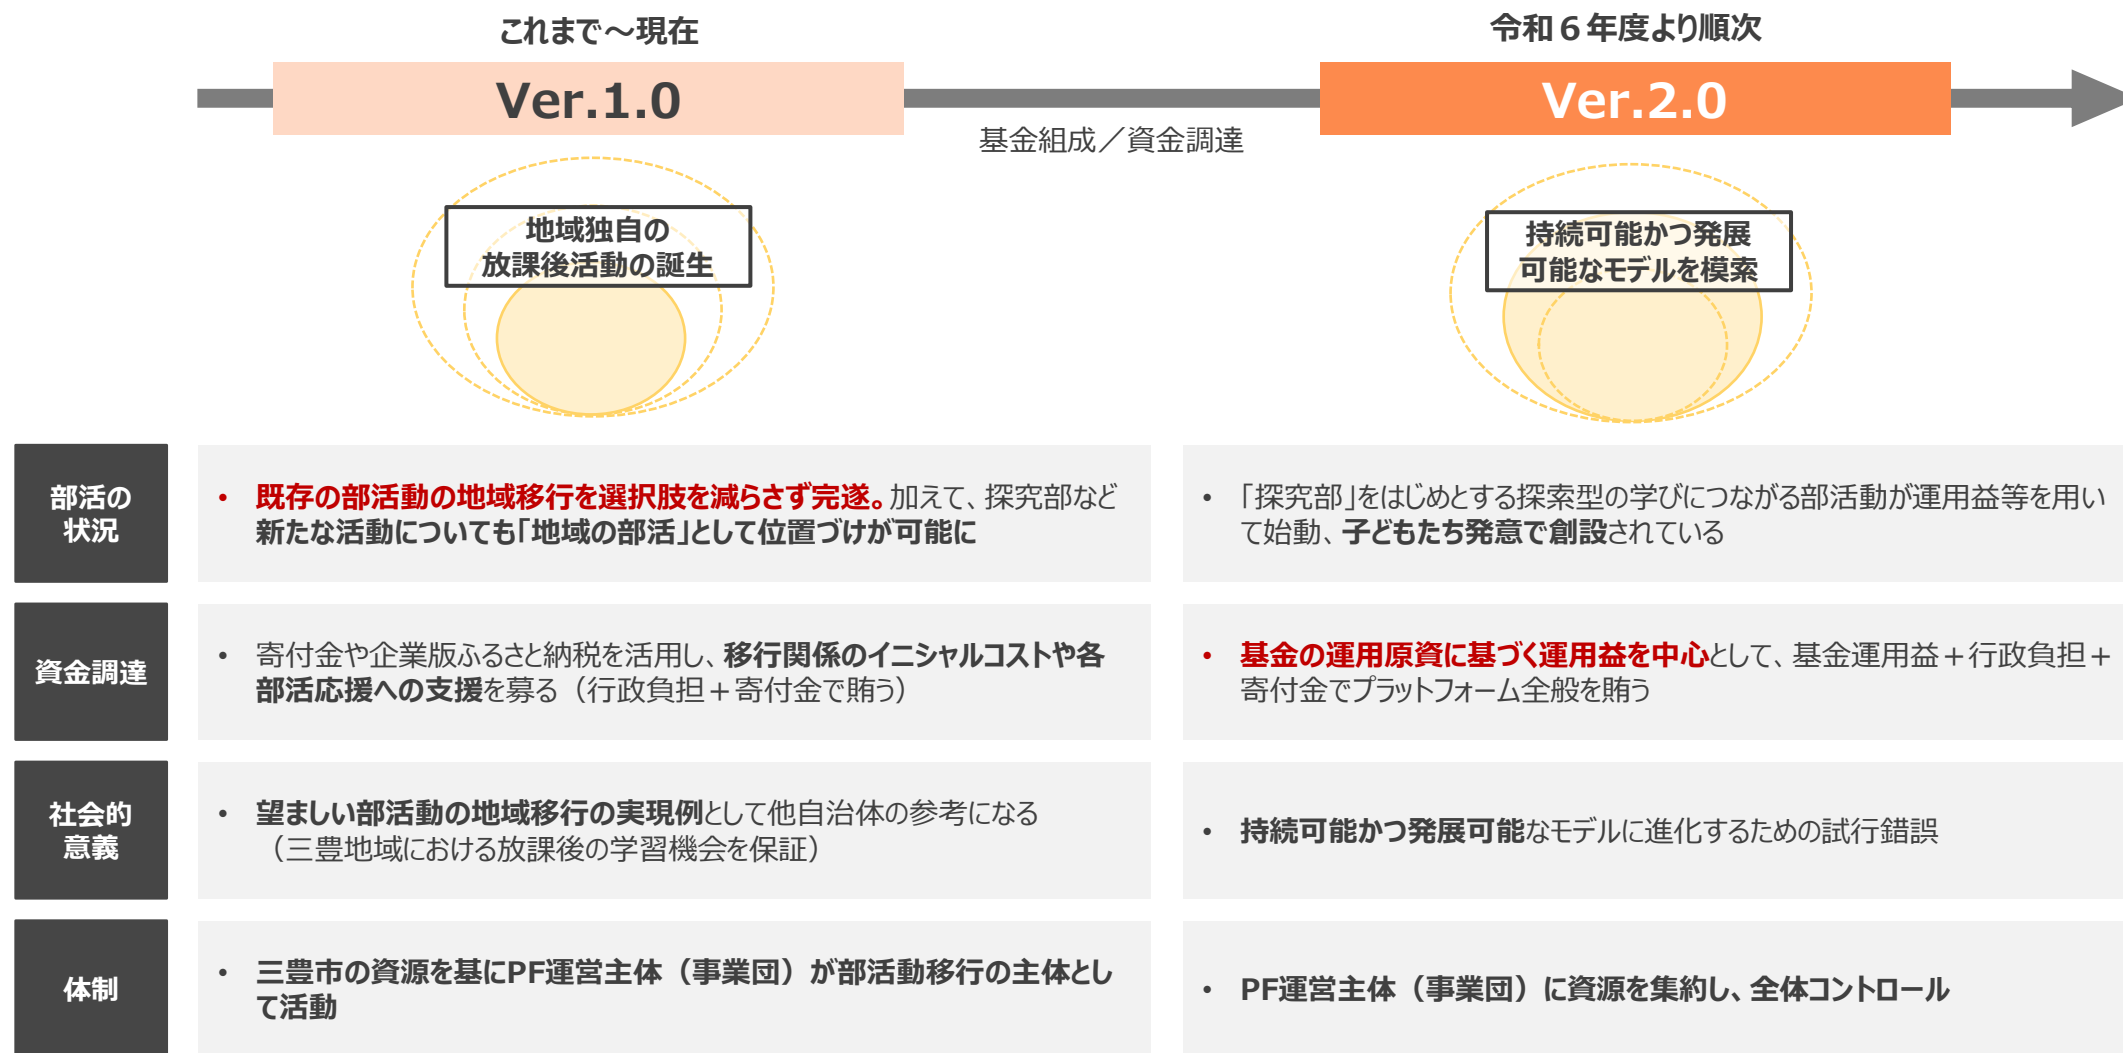 これまで～現在
令和６年度より順次
Ver.1.0
Ver.2.0
基金組成／資金調達
地域独自の
放課後活動の誕生
持続可能かつ発展
可能なモデルを模索
部活の
状況
• 既存の部活動の地域移行を選択肢を減らさず完遂。加えて、探究部など
新たな活動についても「地域の部活」として位置づけが可能に
• 「探究部」をはじめとする探索型の学びにつながる部活動が運用益等を用い
て始動、子どもたち発意で創設されている
資金調達
• 寄付金や企業版ふるさと納税を活用し、移行関係のイニシャルコストや各
部活応援への支援を募る（行政負担＋寄付金で賄う）
• 基金の運用原資に基づく運用益を中心として、基金運用益＋行政負担＋
寄付金でプラットフォーム全般を賄う
社会的
意義
• 望ましい部活動の地域移行の実現例として他自治体の参考になる
（三豊地域における放課後の学習機会を保証）
• 持続可能かつ発展可能なモデルに進化するための試行錯誤
体制
• 三豊市の資源を基にPF運営主体（事業団）が部活動移行の主体とし
て活動
• PF運営主体（事業団）に資源を集約し、全体コントロール